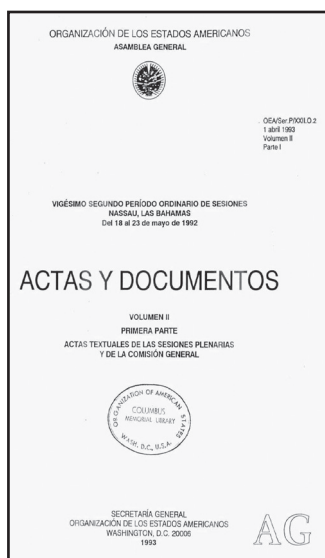 ORGANIZACIÓN DE LOS ESTADOS AMERICANOS
ASAMBLEA GENERAL
OEA/Ser.P/XXII.O.2
1 abril 1993
Volumen II
Parte I
VIGÉSIMO SEGUNDO PERÍODO ORDINARIO DE SESIONES
NASSAU, LAS BAHAMAS
Del 18 al 23 de mayo de 1992
ACTAS Y DOCUMENTOS
VOLUMEN II
PRIMERA PARTE
ACTAS TEXTUALES DE LAS SESIONES PLENARIAS
Y DE LA COMISIÓN GENERAL
ORGANIZATION OF AMERICAN STATES
COLUMBUS
MEMORIAL LIBRARY
WASH. D.C., U.S.A.
SECRETARÍA GENERAL
ORGANIZACIÓN DE LOS ESTADOS AMERICANOS
WASHINGTON, D.C. 20006
1993
AG